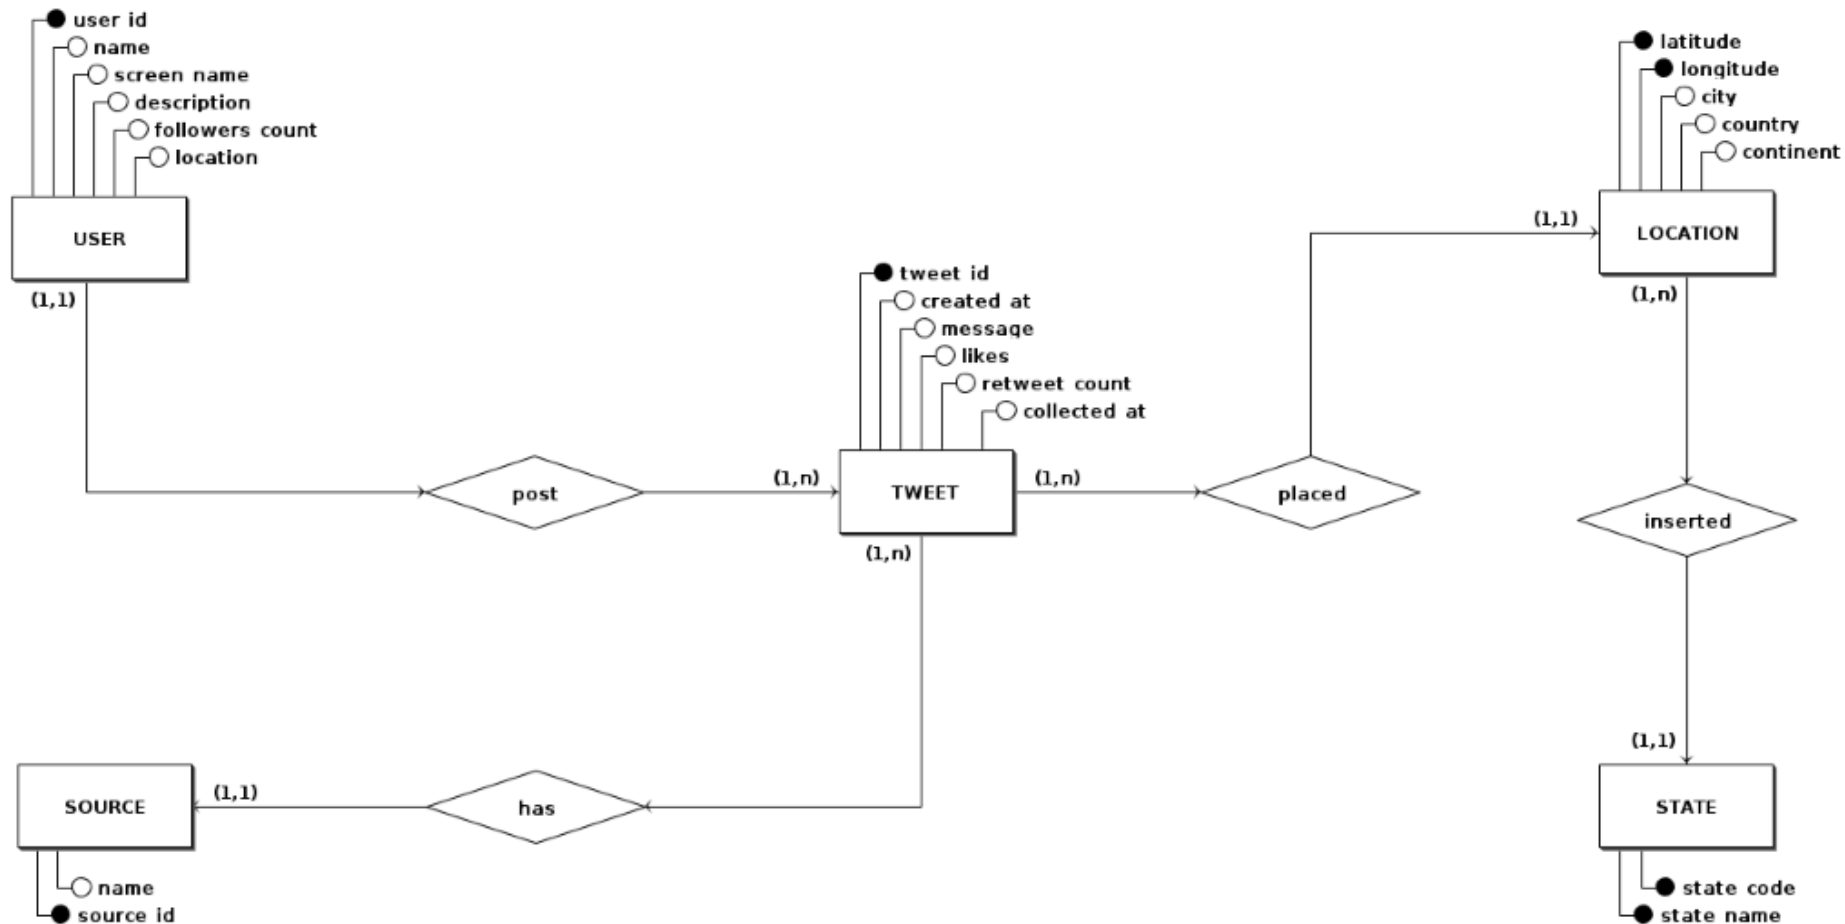 user id
name
screen name
description
followers count
location
USER
(1,1)
post
(1,n)
tweet id
created at
message
likes
retweet count
collected at
TWEET
(1,n)
(1,n)
placed
(1,1)
latitude
longitude
city
country
continent
LOCATION
(1,n)
inserted
(1,1)
STATE
state code
state name
has
(1,1)
SOURCE
name
source id